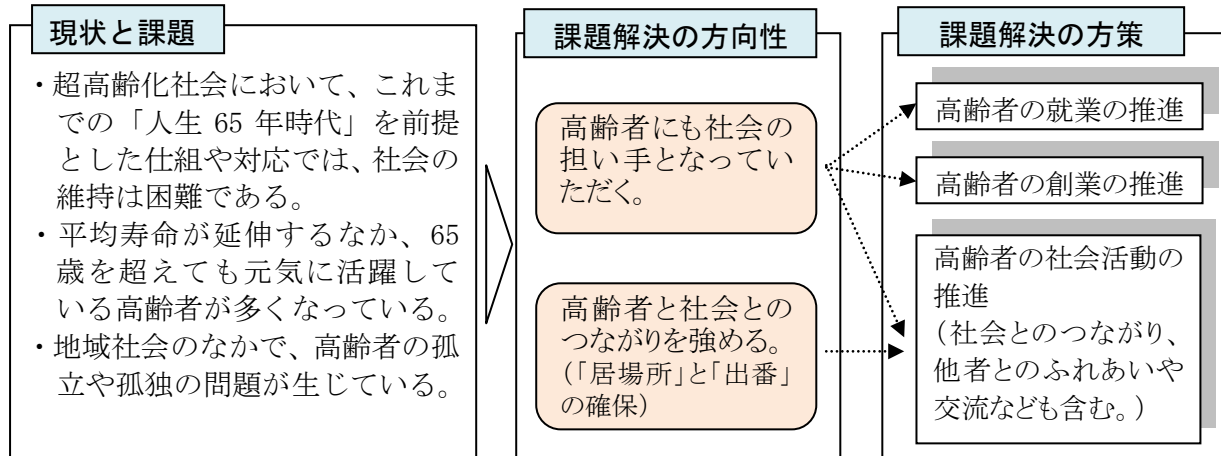 現状と課題
・超高齢化社会において、これま
での「人生 65 年時代」を前提
とした仕組や対応では、社会の
維持は困難である。
・平均寿命が延伸するなか、65
歳を超えても元気に活躍して
いる高齢者が多くなっている。
・地域社会のなかで、高齢者の孤
立や孤独の問題が生じている。
課題解決の方向性
高齢者にも社会の
担い手となってい
ただく。
高齢者と社会との
つながりを強める。
（「居場所」と「出番」
の確保）
課題解決の方策
高齢者の就業の推進
高齢者の創業の推進
高齢者の社会活動の
推進
（社会とのつながり、
他者とのふれあいや
交流なども含む。）